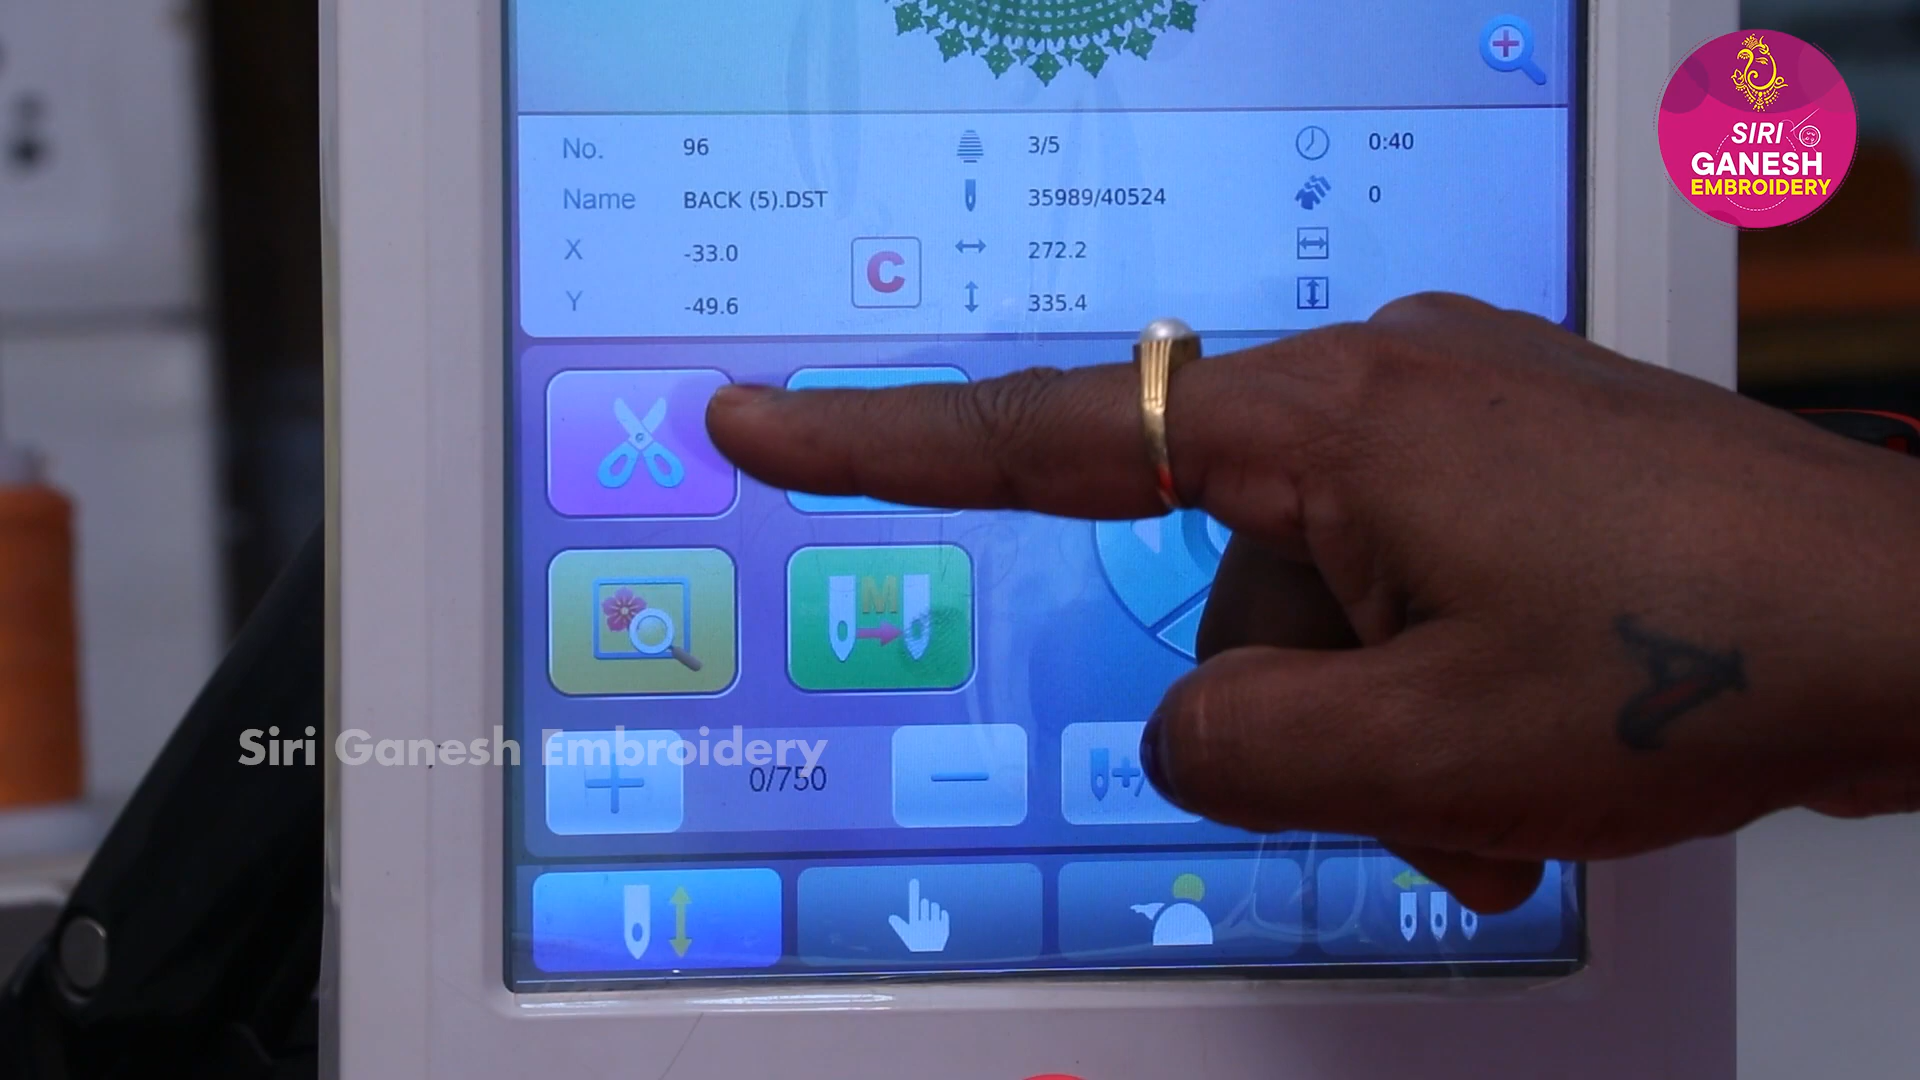 No. 96 3/5 0:40
Name BACK (5).DST 35989/40524 0
X -33.0 C 272.2
Y -49.6 335.4
M
0/750
SIRI
GANESH
EMBROIDERY
Siri Ganesh Embroidery